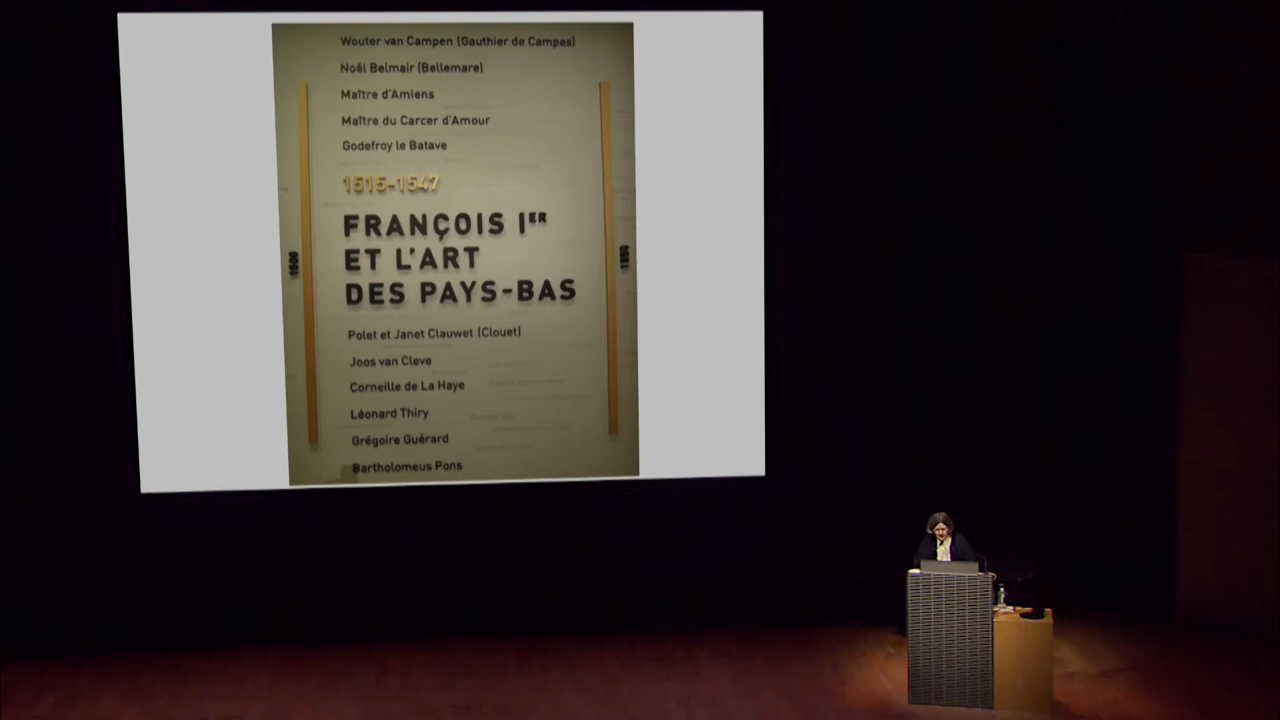 Wouter van Campen (Gauthier de Campes)
Noël Belmair (Bellemare)
Maître d'Amiens
Maître du Carcer d'Amour
Godefroy le Batave
1515-1547
FRANÇOIS IER
ET L'ART
DES PAYS-BAS
1500
1550
Polet et Janet Clauwet (Clouet)
Joos van Cleve
Corneille de La Haye
Léonard Thiry
Grégoire Guérard
Bartholomeus Pons